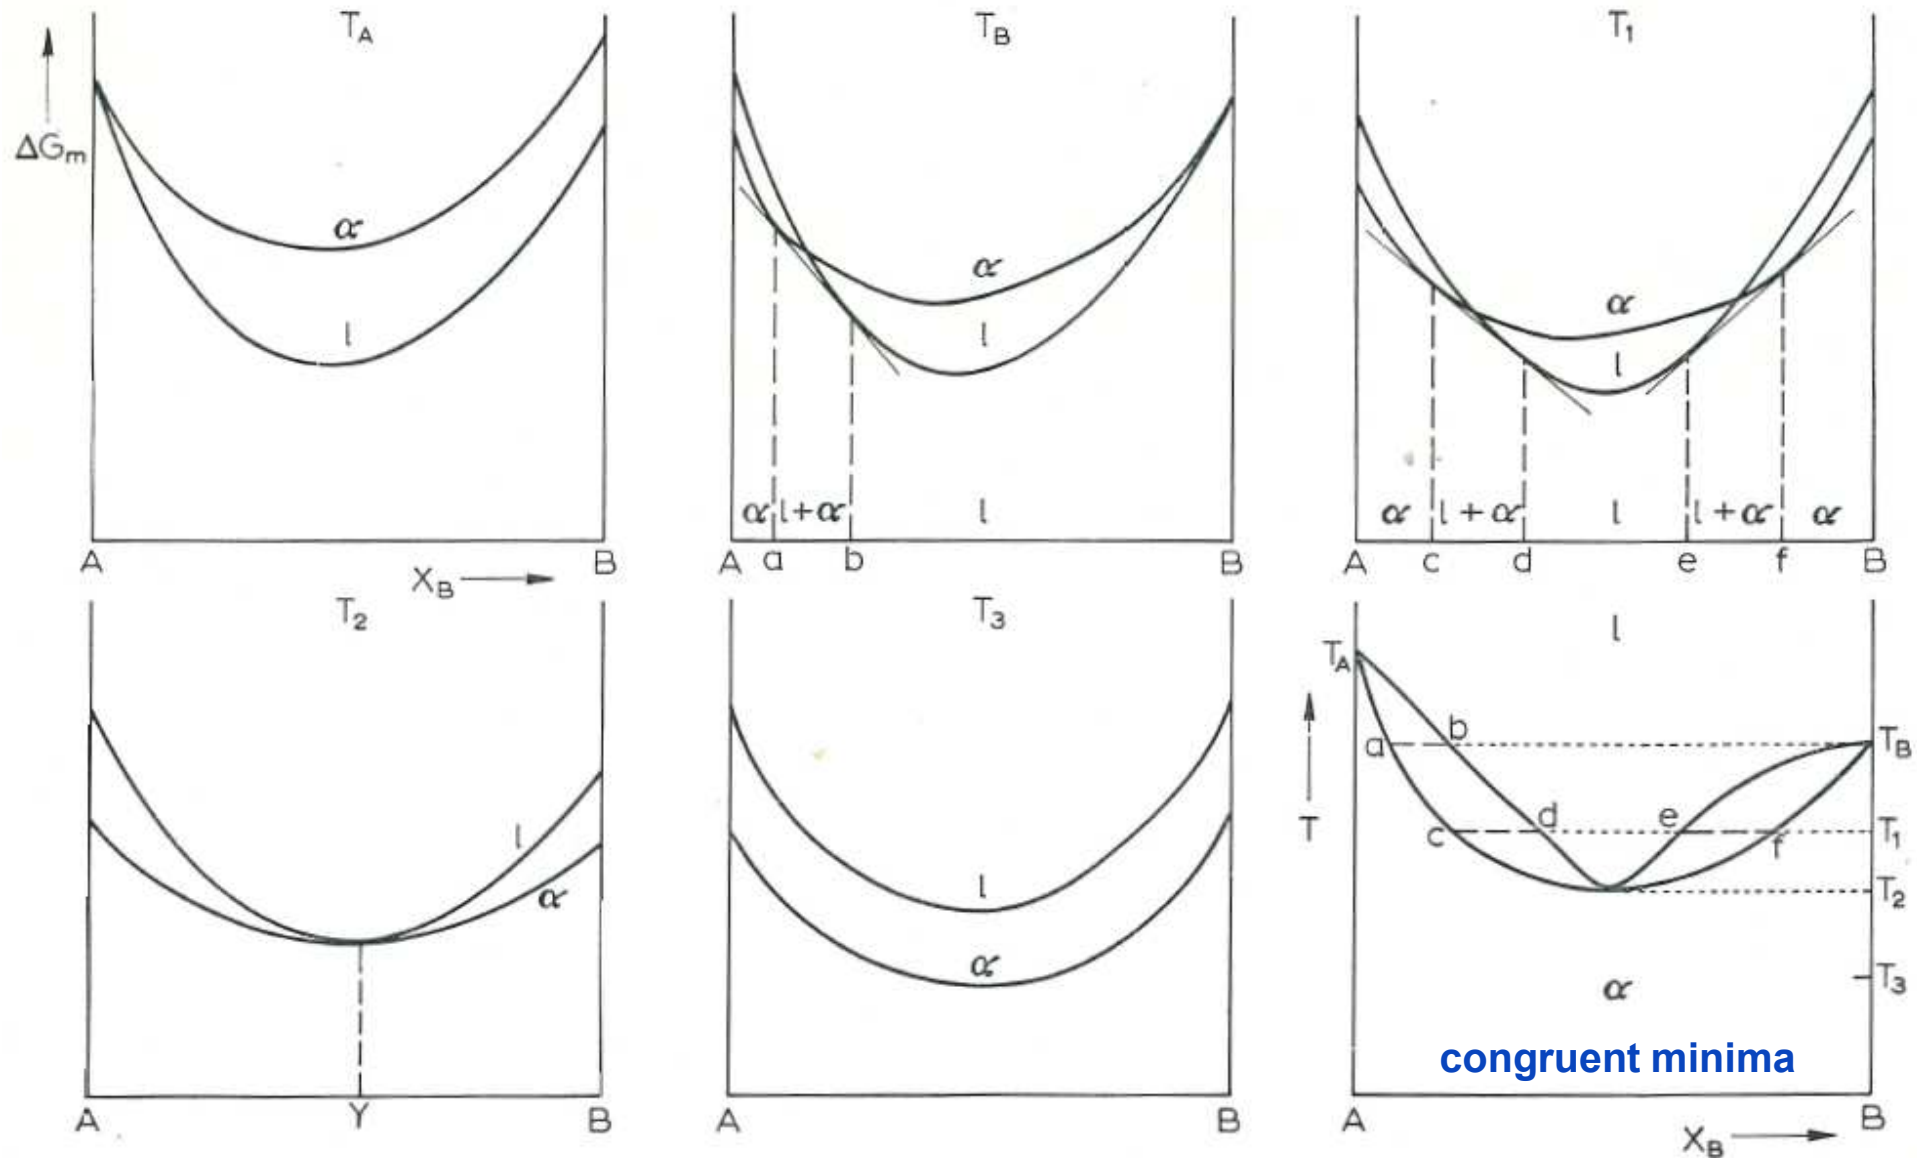 T_A
ΔG_m
α
l
A
X_B
B
T_B
α
l
α l+α l
A a b B
T_1
α
l
α l+α l l+α α
A c d e f B
T_2
l
α
A Y B
T_3
l
α
A B
l
T_A
b
a
T_B
T
d
e
c
f
T_1
T_2
T_3
α
congruent minima
A B
X_B